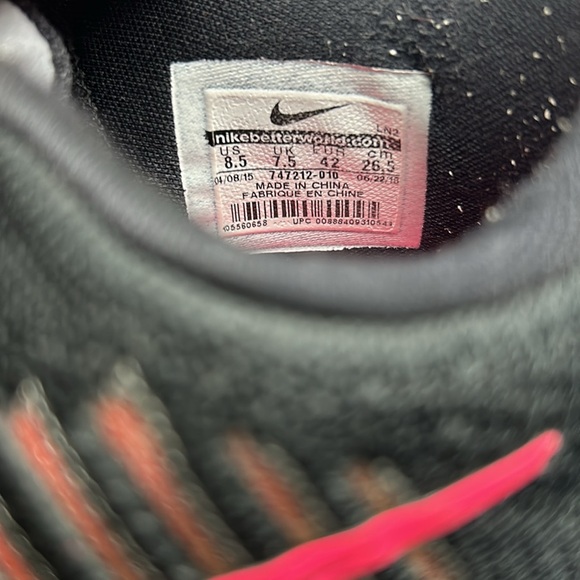 LN2
nikebetterworld.com
US UK EUR cm
8.5 7.5 42 26.5
04/08/15 747212-010 06/22/15
MADE IN CHINA
FABRIQUE EN CHINE
UPC